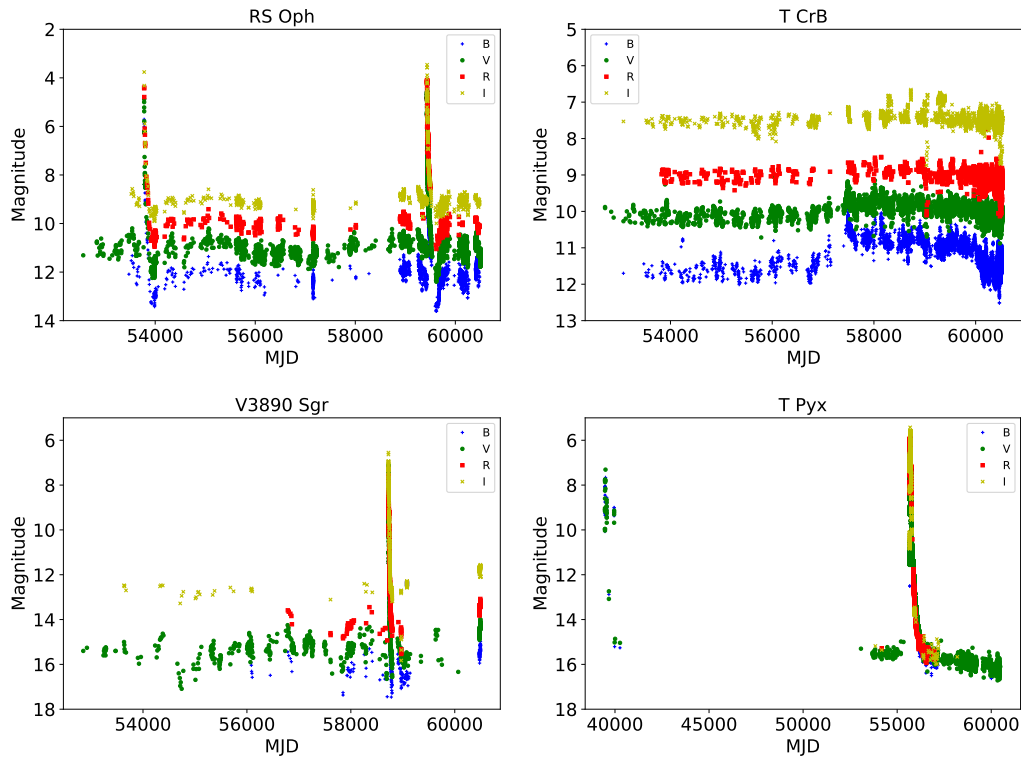 RS Oph
T CrB
2
4
6
8
10
12
14
Magnitude
B
V
R
I
54000 56000 58000 60000
MJD
5
6
7
8
9
10
11
12
13
Magnitude
B
V
R
I
54000 56000 58000 60000
MJD
V3890 Sgr
T Pyx
6
8
10
12
14
16
18
Magnitude
B
V
R
I
54000 56000 58000 60000
MJD
6
8
10
12
14
16
18
Magnitude
B
V
R
I
40000 45000 50000 55000 60000
MJD